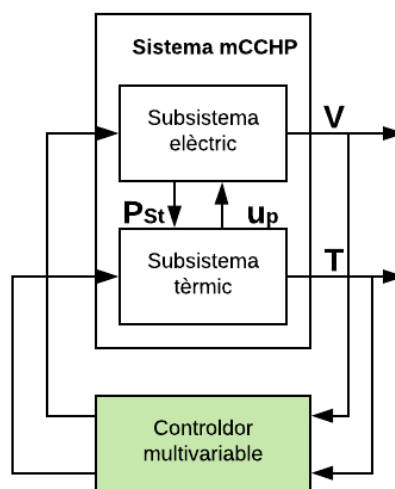 Sistema mCCHP
Subsistema
elèctric
V
PSt
up
Subsistema
tèrmic
T
Controldor
multivariable